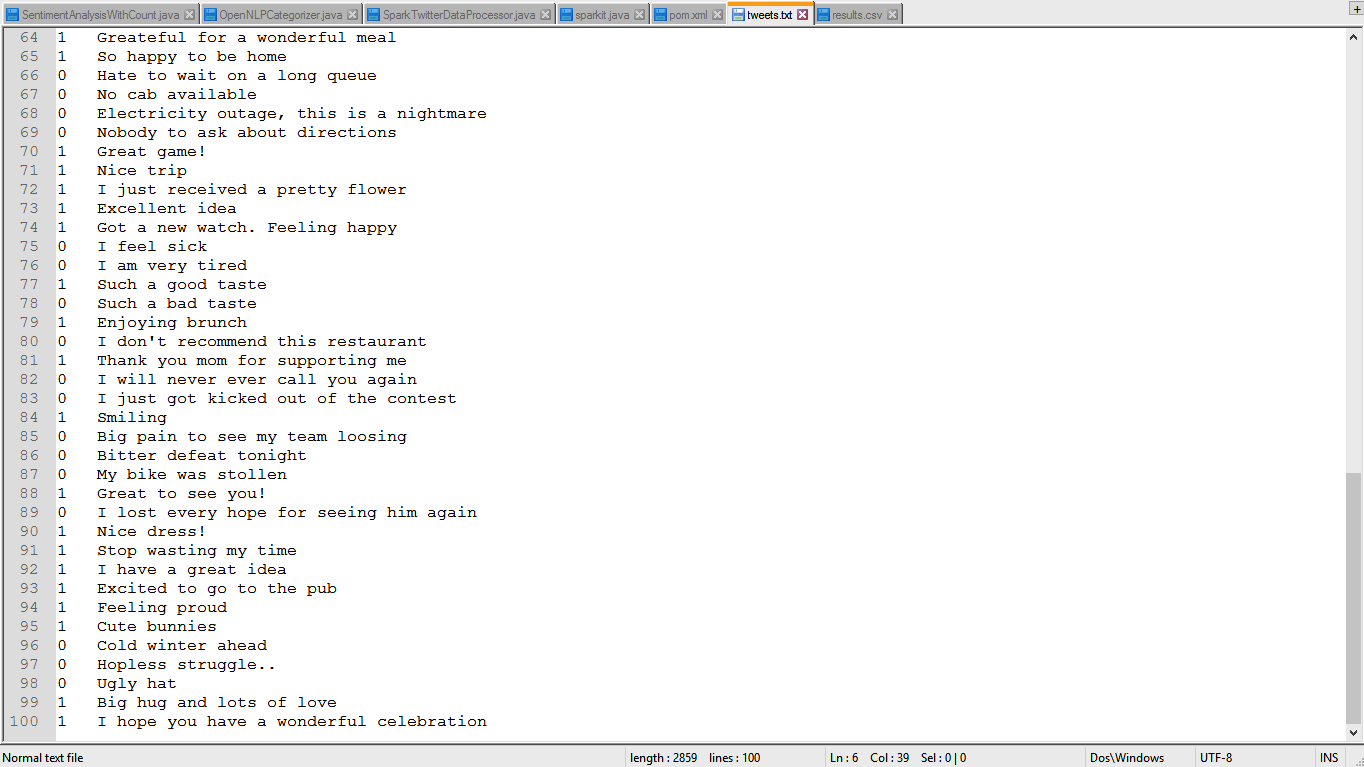 SentimentAnalysisWithCount.java OpenNLPCategorizer.java SparkTwitterDataProcessor.java sparkit.java pom.xml tweets.txt results.csv
64 1 Greateful for a wonderful meal
65 1 So happy to be home
66 0 Hate to wait on a long queue
67 0 No cab available
68 0 Electricity outage, this is a nightmare
69 0 Nobody to ask about directions
70 1 Great game!
71 1 Nice trip
72 1 I just received a pretty flower
73 1 Excellent idea
74 1 Got a new watch. Feeling happy
75 0 I feel sick
76 0 I am very tired
77 1 Such a good taste
78 0 Such a bad taste
79 1 Enjoying brunch
80 0 I don't recommend this restaurant
81 1 Thank you mom for supporting me
82 0 I will never ever call you again
83 0 I just got kicked out of the contest
84 1 Smiling
85 0 Big pain to see my team loosing
86 0 Bitter defeat tonight
87 0 My bike was stollen
88 1 Great to see you!
89 0 I lost every hope for seeing him again
90 1 Nice dress!
91 1 Stop wasting my time
92 1 I have a great idea
93 1 Excited to go to the pub
94 1 Feeling proud
95 1 Cute bunnies
96 0 Cold winter ahead
97 0 Hopless struggle..
98 0 Ugly hat
99 1 Big hug and lots of love
100 1 I hope you have a wonderful celebration
Normal text file length : 2859 lines : 100 Ln : 6 Col : 39 Sel : 0 | 0 Dos\Windows UTF-8 INS